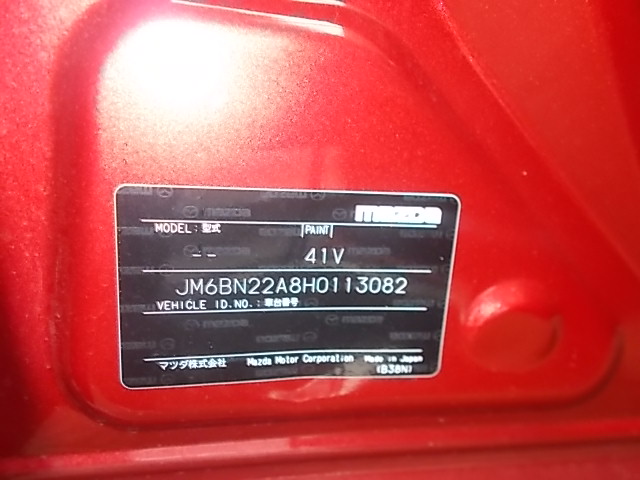 mazda
MODEL:型式 PAINT
-- 41V
JM6BN22A8H0113082
VEHICLE ID.NO.:車台番号
マツダ株式会社 Mazda Motor Corporation Made in Japan
(B38N)